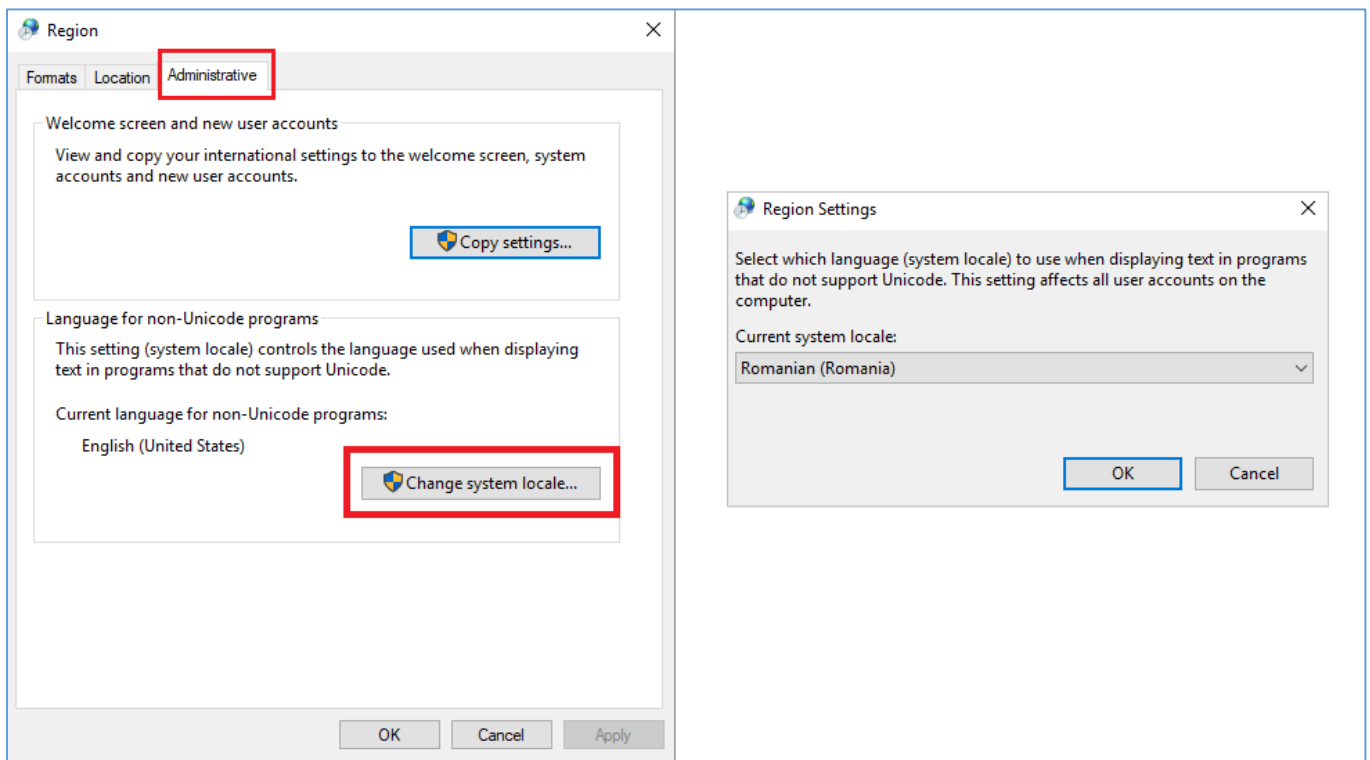 Region
Formats Location Administrative
Welcome screen and new user accounts
View and copy your international settings to the welcome screen, system
accounts and new user accounts.
Copy settings...
Language for non-Unicode programs
This setting (system locale) controls the language used when displaying
text in programs that do not support Unicode.
Current language for non-Unicode programs:
English (United States)
Change system locale...
OK Cancel Apply
Region Settings
Select which language (system locale) to use when displaying text in programs
that do not support Unicode. This setting affects all user accounts on the
computer.
Current system locale:
Romanian (Romania)
OK Cancel